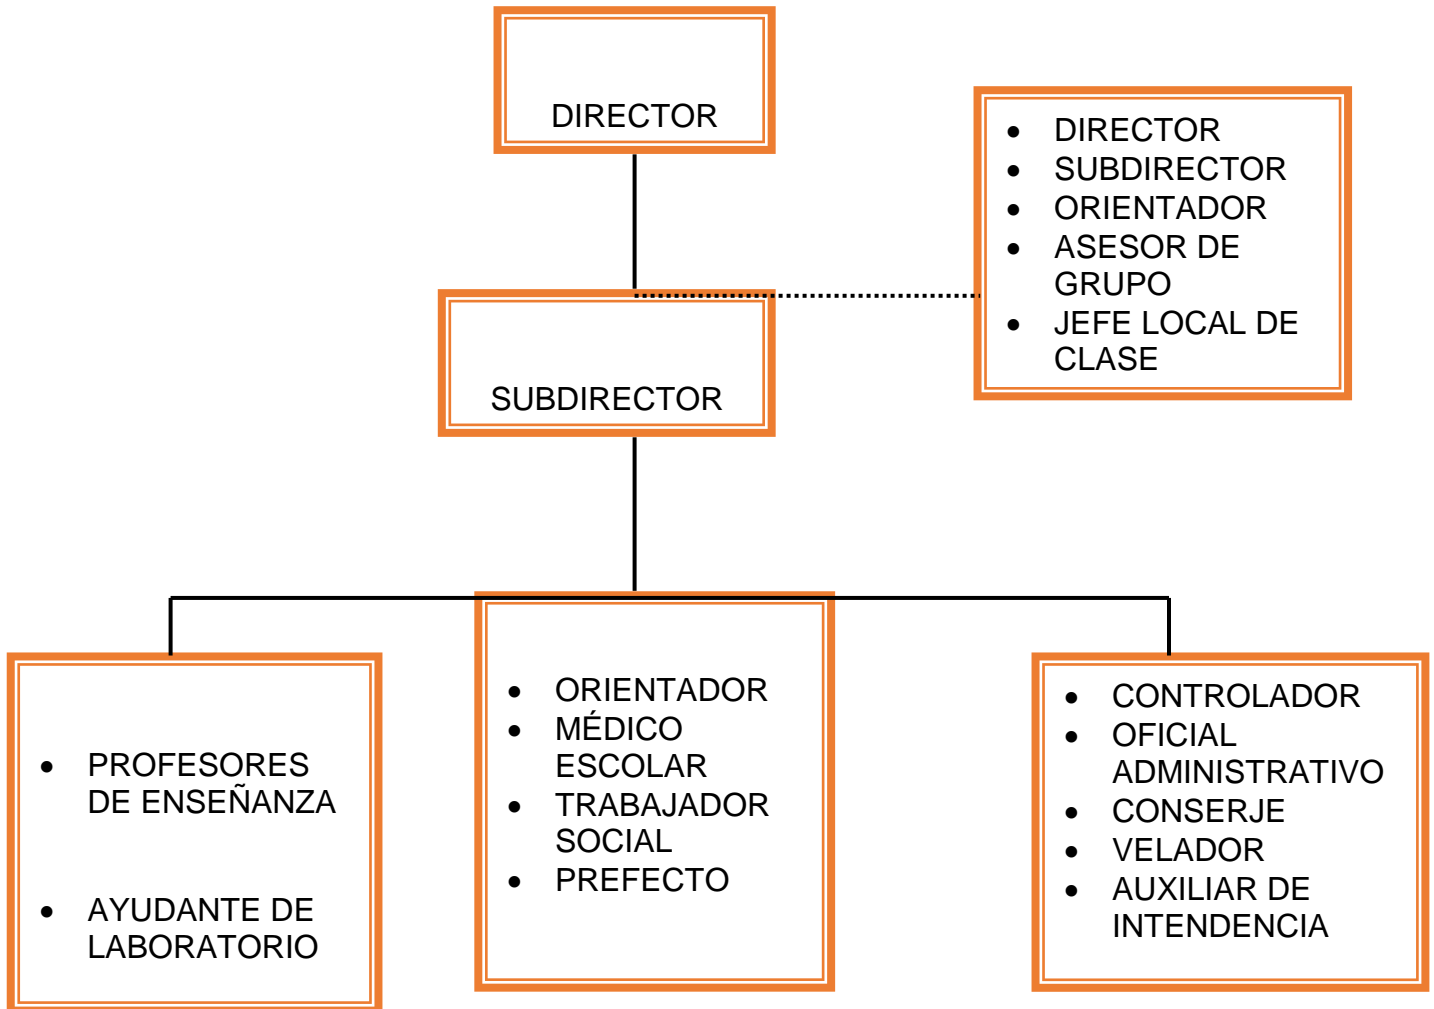 DIRECTOR
• DIRECTOR
• SUBDIRECTOR
• ORIENTADOR
• ASESOR DE
GRUPO
• JEFE LOCAL DE
CLASE
SUBDIRECTOR
• PROFESORES
DE ENSEÑANZA
• AYUDANTE DE
LABORATORIO
• ORIENTADOR
• MÉDICO
ESCOLAR
• TRABAJADOR
SOCIAL
• PREFECTO
• CONTROLADOR
• OFICIAL
ADMINISTRATIVO
• CONSERJE
• VELADOR
• AUXILIAR DE
INTENDENCIA